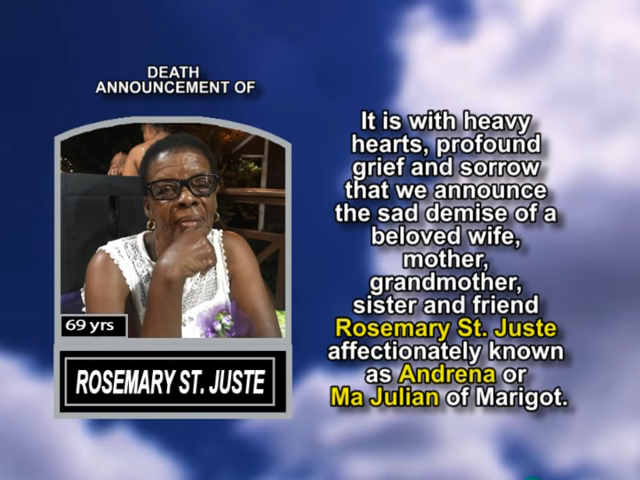 DEATH
ANNOUNCEMENT OF
69 yrs
ROSEMARY ST. JUSTE
It is with heavy
hearts, profound
grief and sorrow
that we announce
the sad demise of a
beloved wife,
mother,
grandmother,
sister and friend
Rosemary St. Juste
affectionately known
as Andrena or
Ma Julian of Marigot.